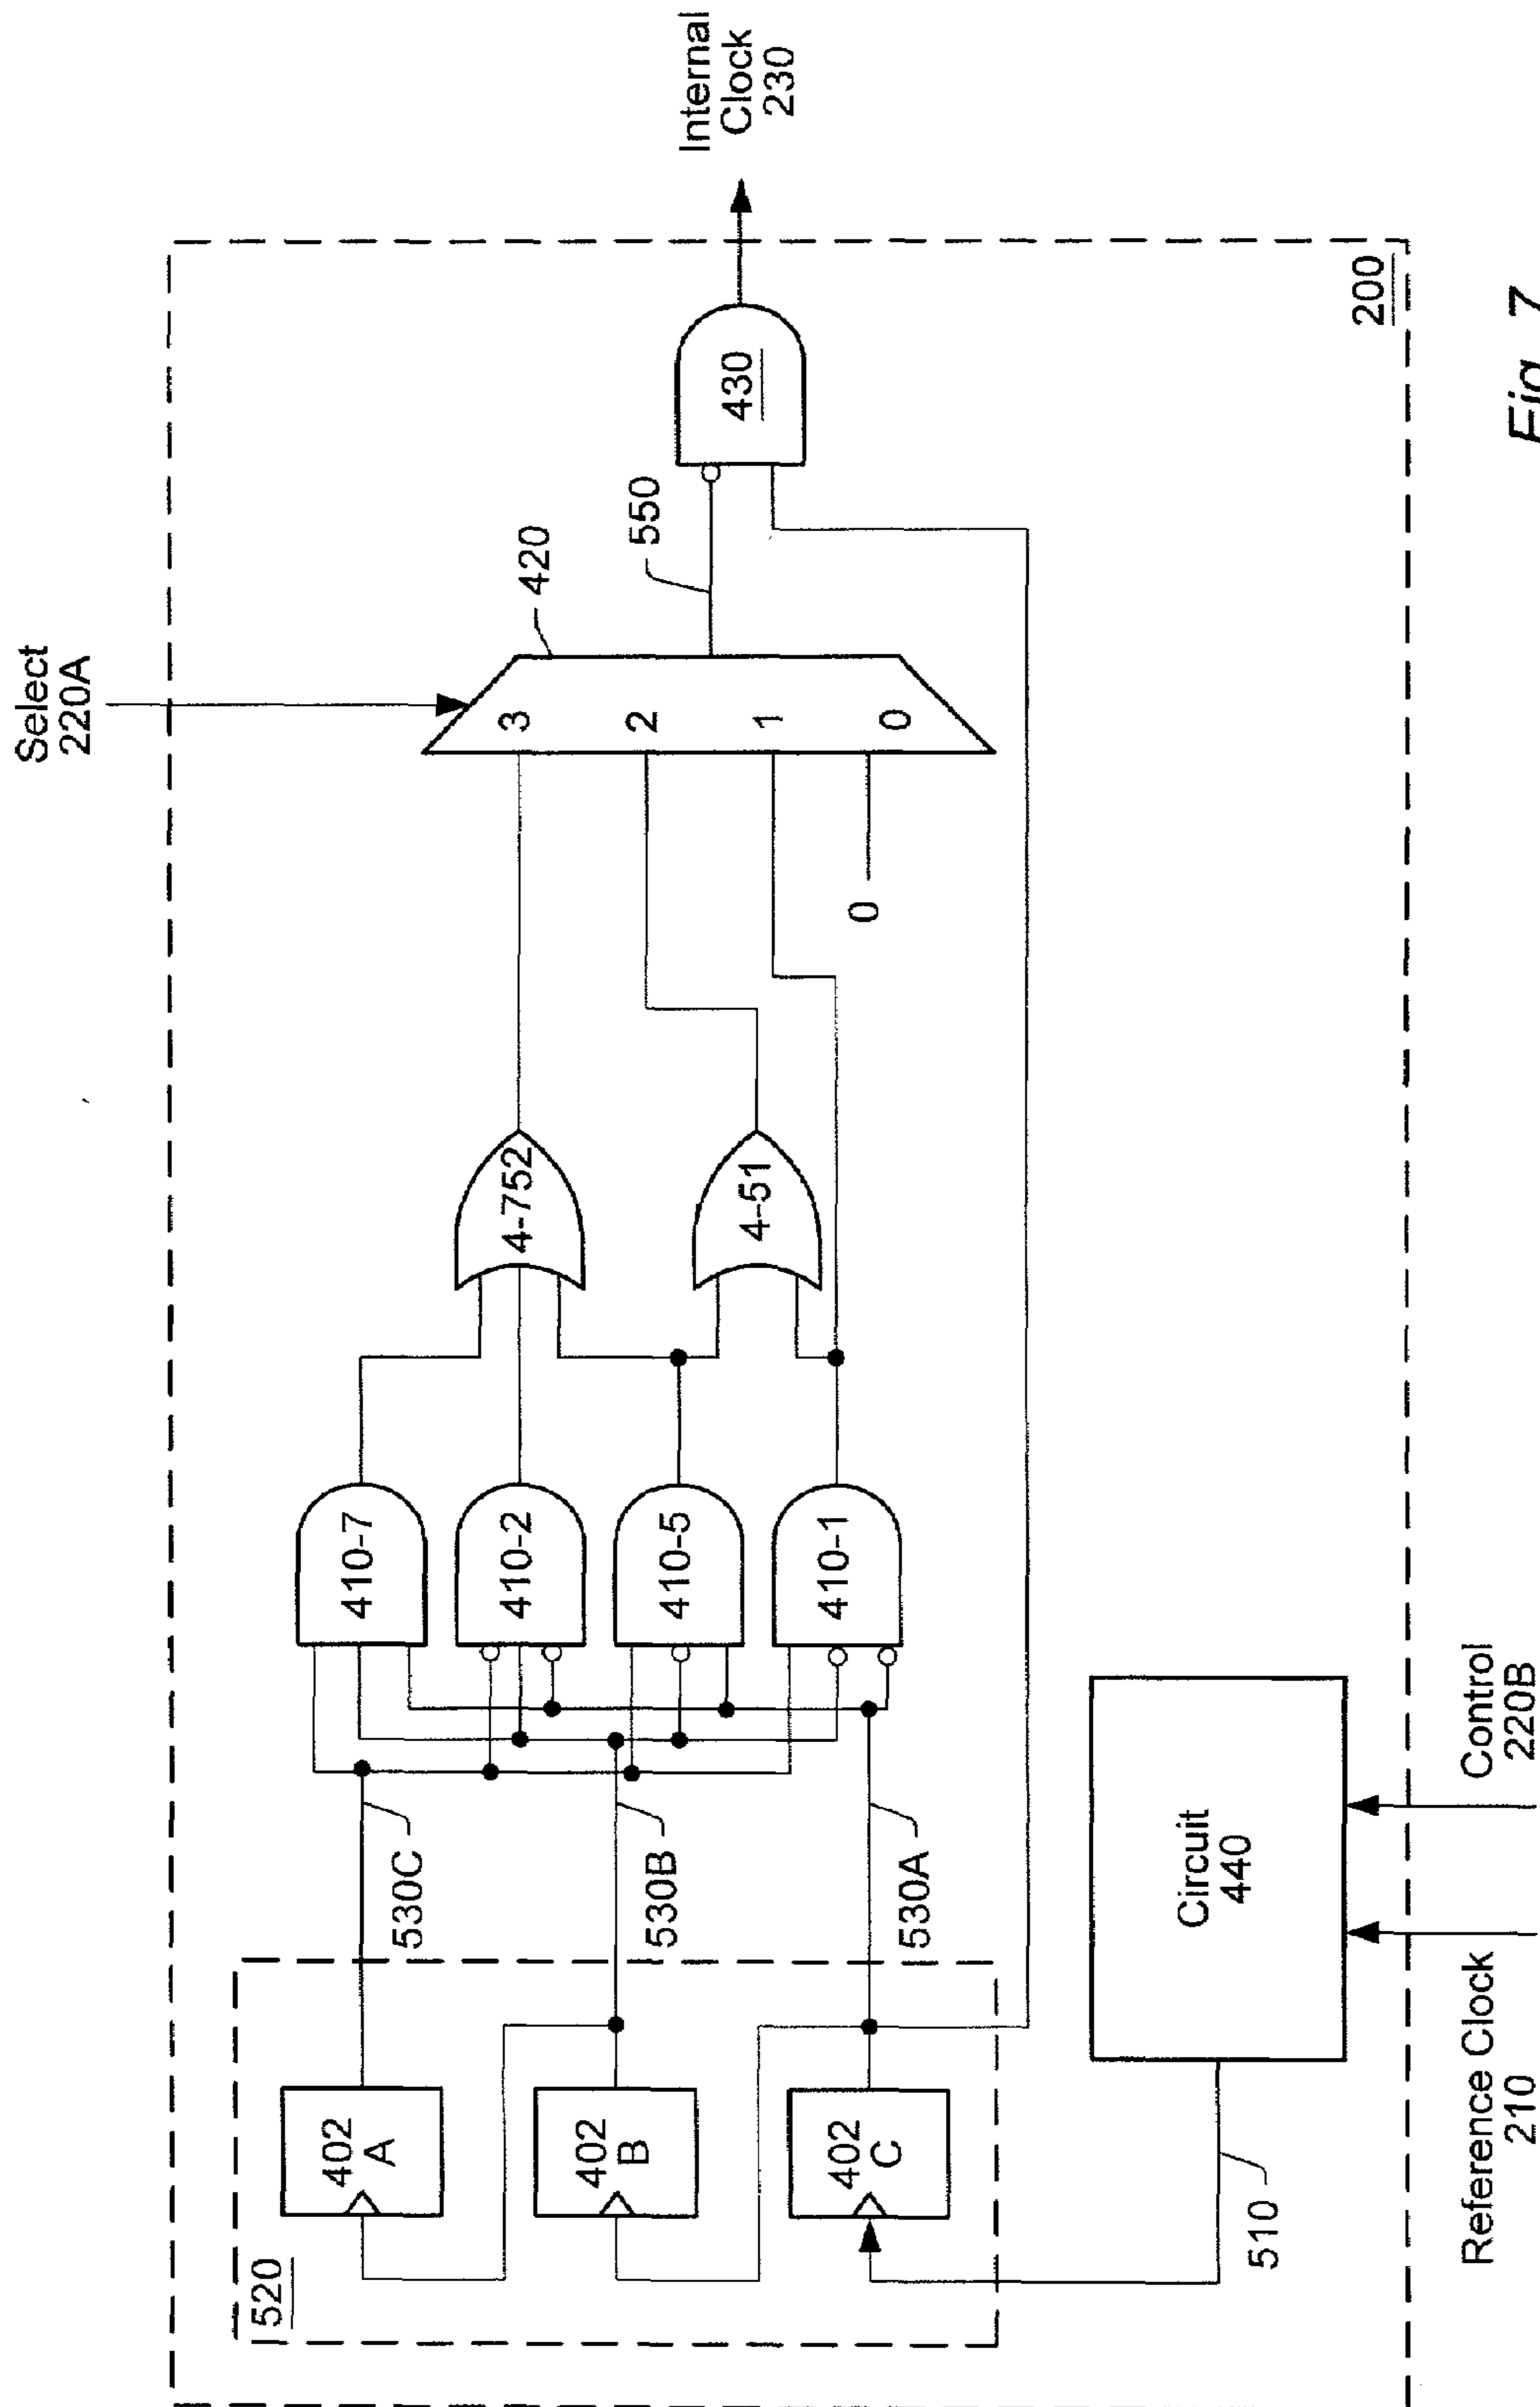 Select
220A
520
402
A
402
B
402
C
530C
530B
530A
410-7
410-2
410-5
410-1
4-752
4-51
0
3
2
1
0
420
550
430
Internal
Clock
230
510
Circuit
440
Reference Clock
210
Control
220B
200
Fig. 7